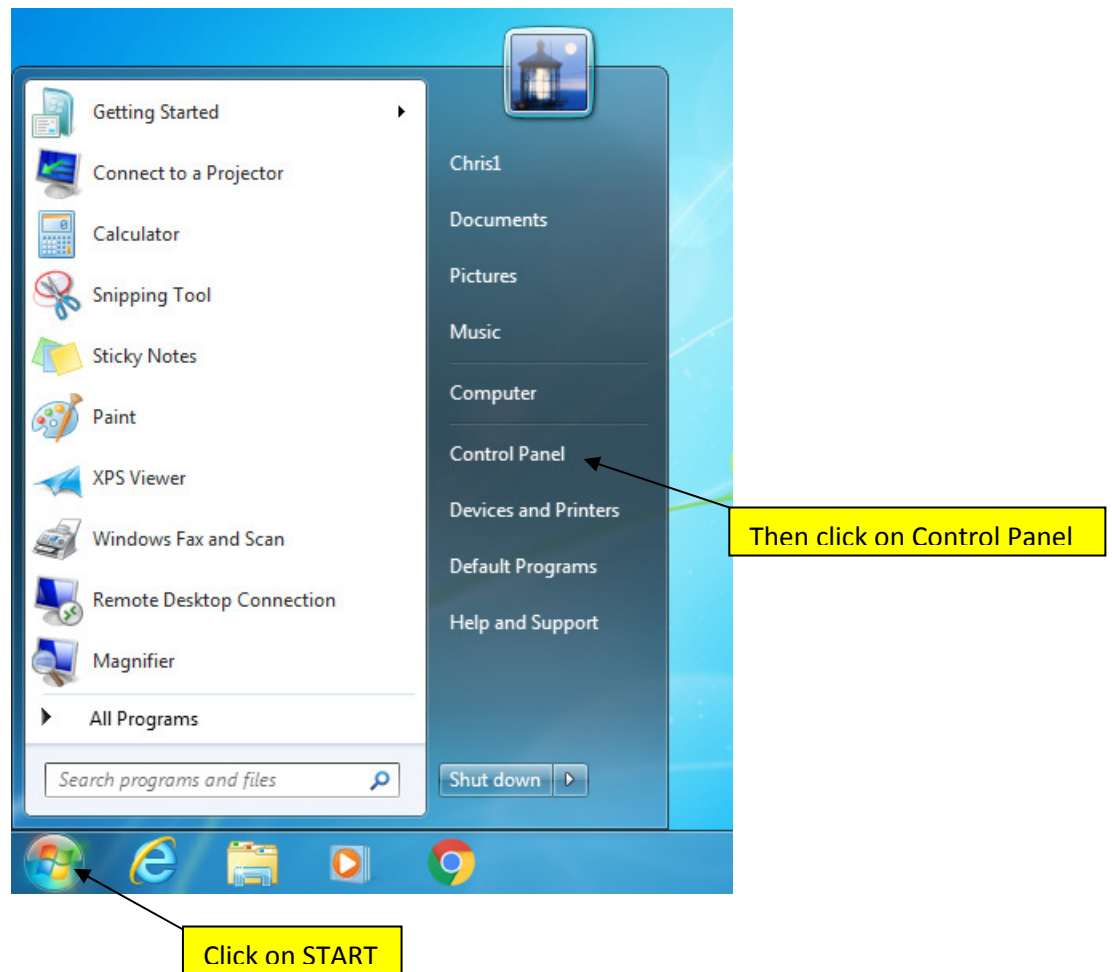 Getting Started
Connect to a Projector
Calculator
Snipping Tool
Sticky Notes
Paint
XPS Viewer
Windows Fax and Scan
Remote Desktop Connection
Magnifier
All Programs
Search programs and files
Chris1
Documents
Pictures
Music
Computer
Control Panel
Devices and Printers
Default Programs
Help and Support
Shut down
Then click on Control Panel
Click on START